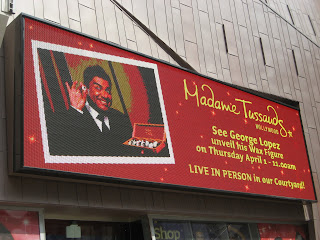 Madame Tussauds
HOLLYWOOD
See George Lopez
unveil his Wax Figure
on Thursday April 2 - 11.00am
LIVE IN PERSON in our Courtyard!
Shop